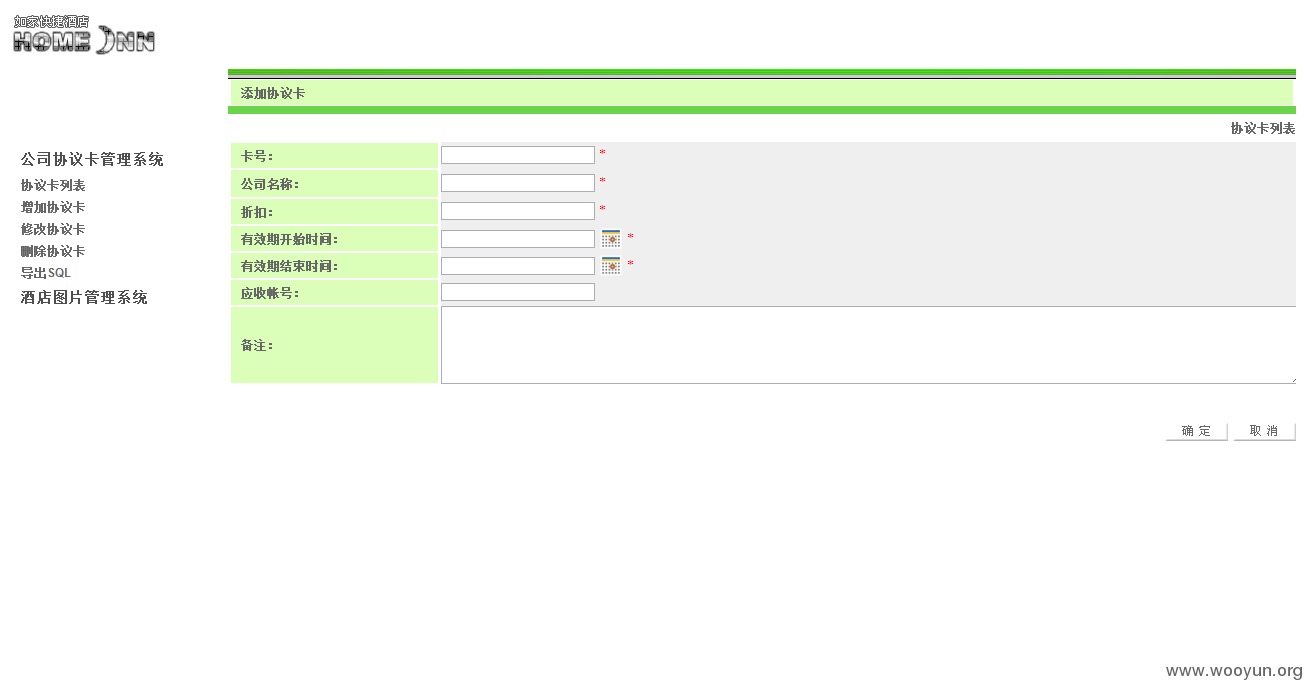 如家快捷酒店
HOME INN
添加协议卡
协议卡列表
公司协议卡管理系统
协议卡列表
增加协议卡
修改协议卡
删除协议卡
导出SQL
酒店图片管理系统
卡号：
*
公司名称：
*
折扣：
*
有效期开始时间：
*
有效期结束时间：
*
应收帐号：
备注：
确 定
取 消
www.wooyun.org